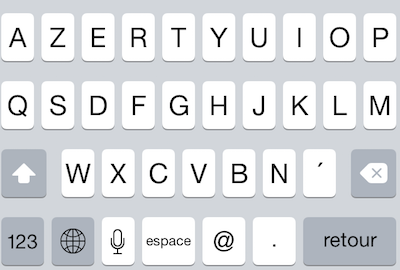 A Z E R T Y U I O P
Q S D F G H J K L M
W X C V B N ´
123 espace @ . retour